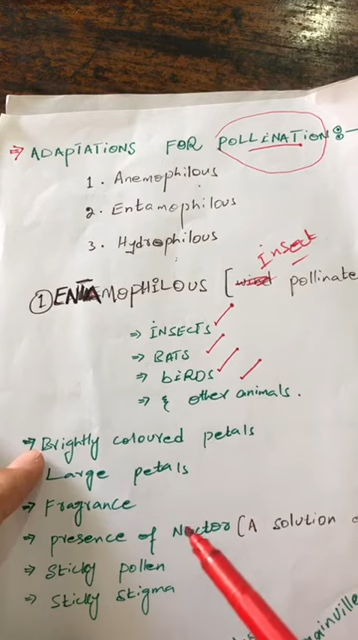 ⇒ ADAPTATIONS FOR POLLINATION :-
1. Anemophilous
2. Entamophilous
3. Hydrophilous
insect
① ENTAMOPHILOUS [wind pollinate
⇒ INSECTS ✓
⇒ BATS ✓
⇒ bIRDS ✓ ✓
⇒ & other animals.
⇒ Brightly coloured petals
Large petals
⇒ Fragrance
⇒ presence of Nector (A solution o
⇒ Sticky pollen
⇒ Sticky stigma